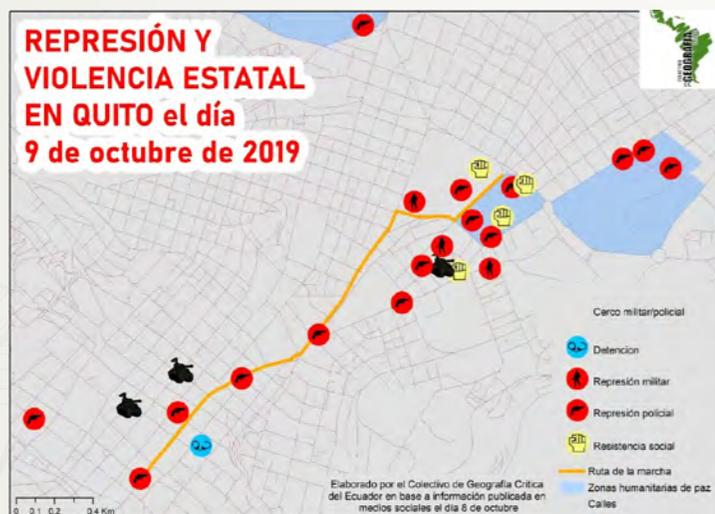 REPRESIÓN Y
VIOLENCIA ESTATAL
EN QUITO el día
9 de octubre de 2019
GEOGRAFÍA
Cerco militar/policial
Detencion
Represión militar
Represión policial
Resistencia social
Ruta de la marcha
Zonas humanitarias de paz
Calles
Elaborado por el Colectivo de Geografía Crítica
del Ecuador en base a información publicada en
medios sociales el día 8 de octubre
0 0.1 0.2 0.4 Km